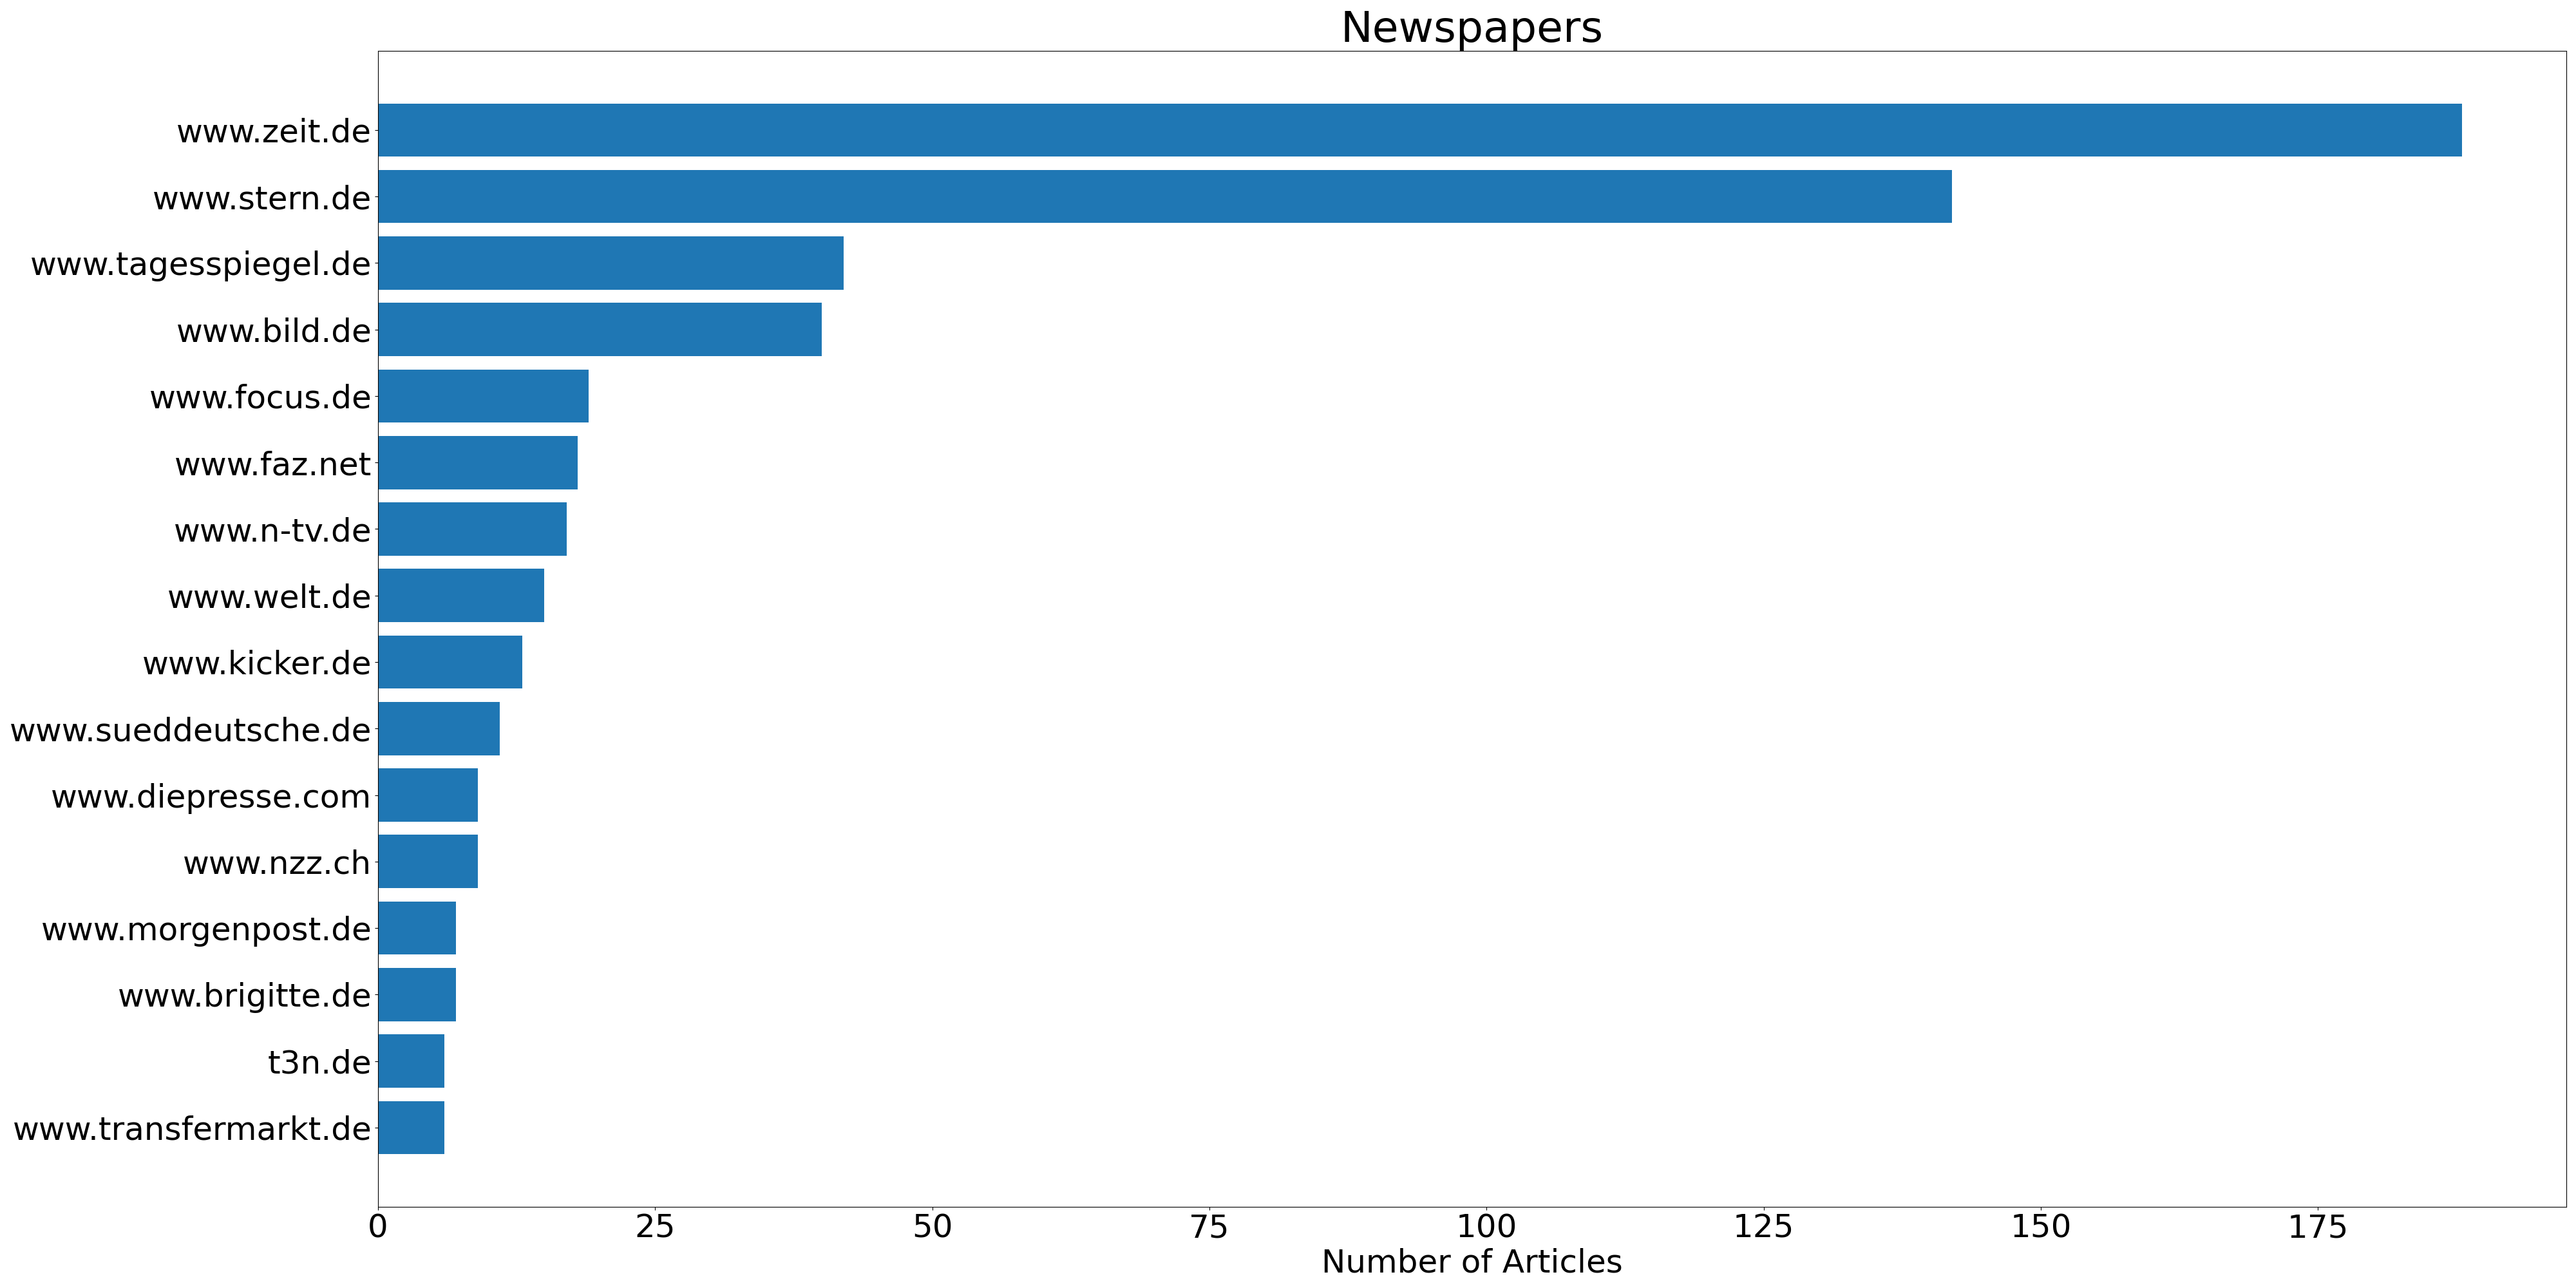 Newspapers
www.zeit.de
www.stern.de
www.tagesspiegel.de
www.bild.de
www.focus.de
www.faz.net
www.n-tv.de
www.welt.de
www.kicker.de
www.sueddeutsche.de
www.diepresse.com
www.nzz.ch
www.morgenpost.de
www.brigitte.de
t3n.de
www.transfermarkt.de
0 25 50 75 100 125 150 175
Number of Articles